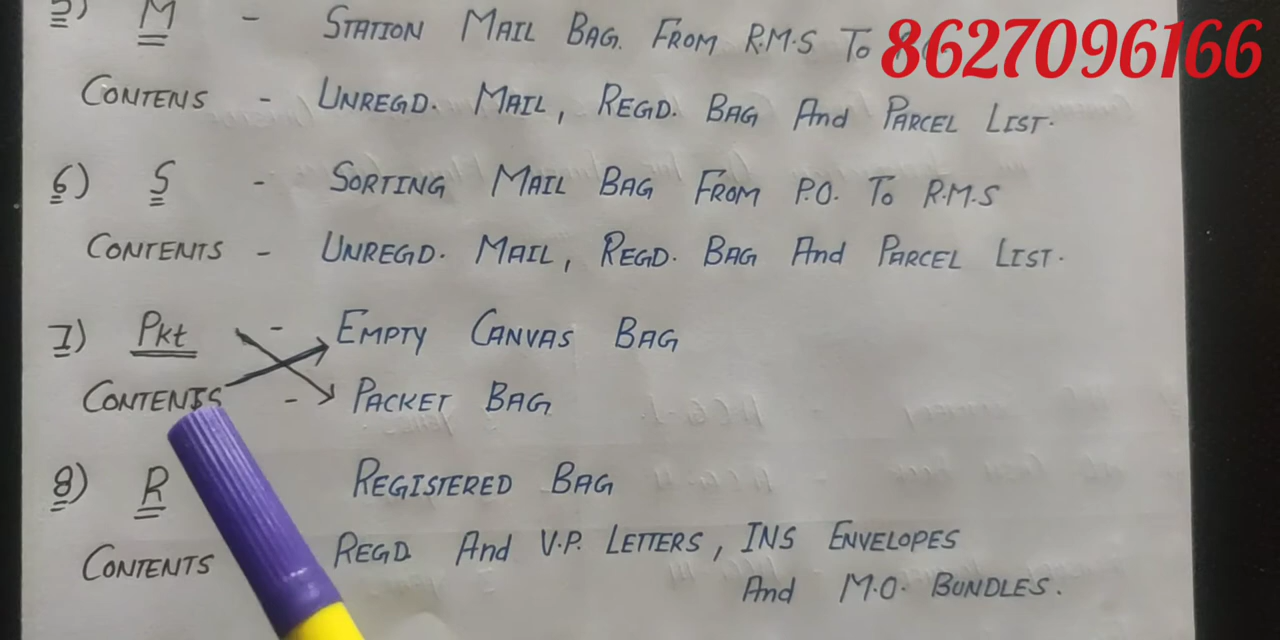 5) M - STATION MAIL BAG. FROM R.M.S TO
8627096166
CONTENS - UNREGD. MAIL, REGD. BAG And PARCEL LIST.
6) S - SORTING MAIL BAG FROM P.O. TO R.M.S
CONTENTS - UNREGD. MAIL, REGD. BAG And PARCEL LIST.
7) Pkt - EMPTY CANVAS BAG
CONTENTS - PACKET BAG
8) R REGISTERED BAG
CONTENTS REGD And V.P. LETTERS, INS ENVELOPES
And M.O. BUNDLES.